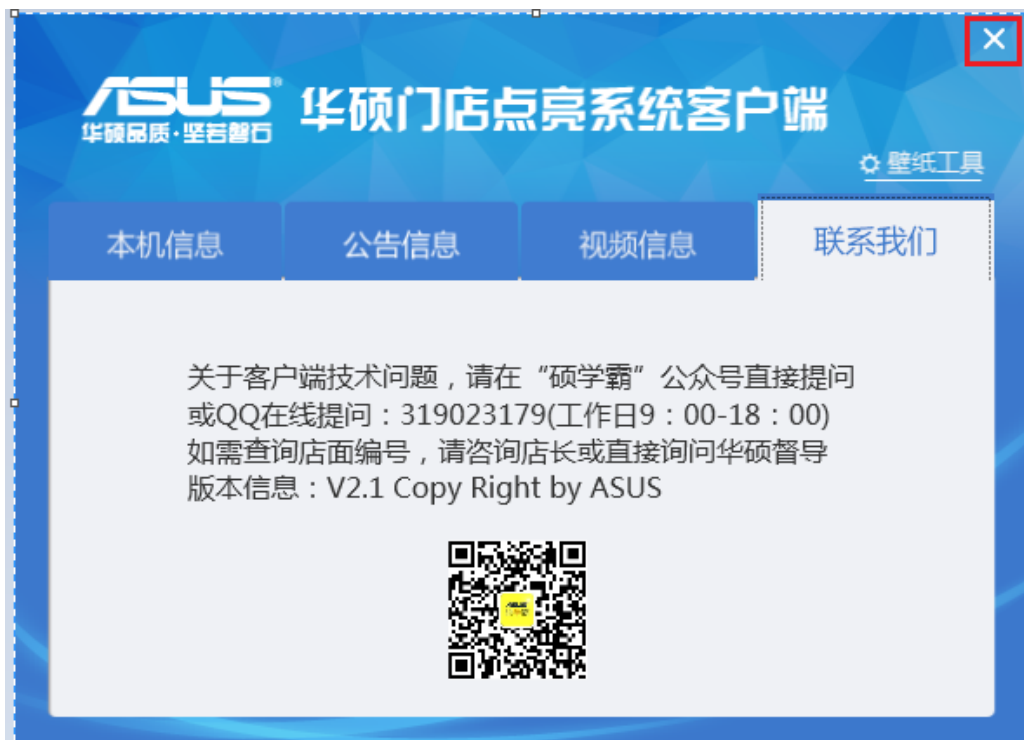 ASUS® 华硕门店点亮系统客户端
华硕品质·坚若磐石
壁纸工具
本机信息 公告信息 视频信息 联系我们
关于客户端技术问题，请在“硕学霸”公众号直接提问
或QQ在线提问：319023179(工作日9：00-18：00)
如需查询店面编号，请咨询店长或直接询问华硕督导
版本信息：V2.1 Copy Right by ASUS
ASUS